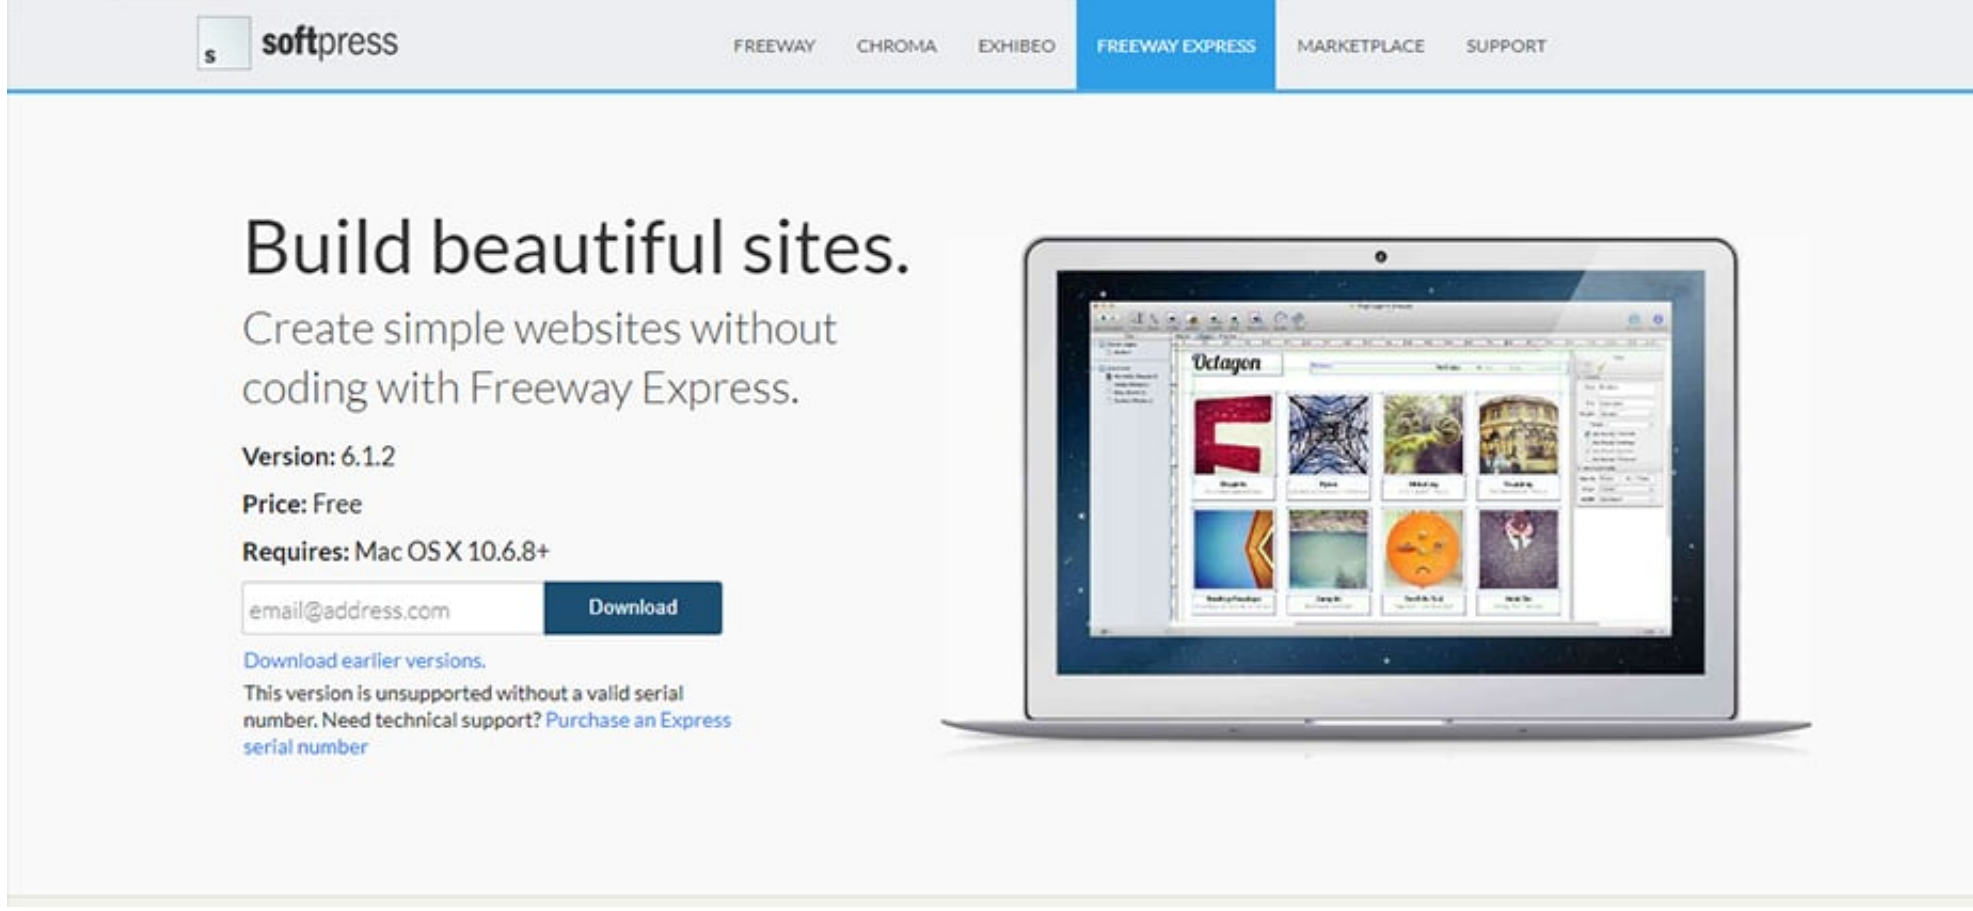 s softpress
FREEWAY CHROMA EXHIBEO FREEWAY EXPRESS MARKETPLACE SUPPORT
Build beautiful sites.
Create simple websites without
coding with Freeway Express.
Version: 6.1.2
Price: Free
Requires: Mac OS X 10.6.8+
email@address.com Download
Download earlier versions.
This version is unsupported without a valid serial
number. Need technical support? Purchase an Express
serial number
Octagon